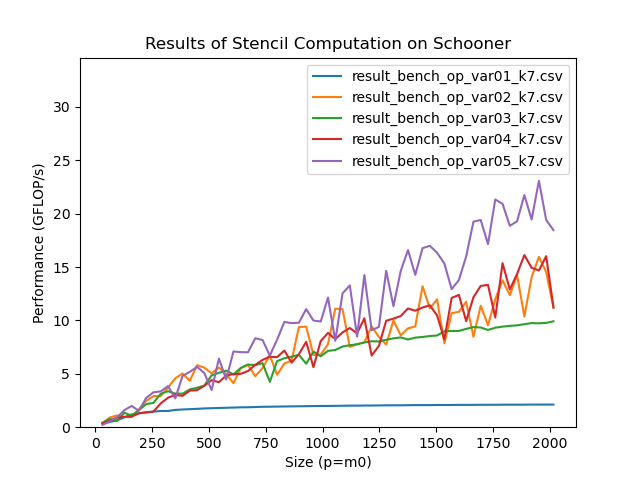 Results of Stencil Computation on Schooner
result_bench_op_var01_k7.csv
result_bench_op_var02_k7.csv
result_bench_op_var03_k7.csv
result_bench_op_var04_k7.csv
result_bench_op_var05_k7.csv
Performance (GFLOP/s)
30
25
20
15
10
5
0
0 250 500 750 1000 1250 1500 1750 2000
Size (p=m0)